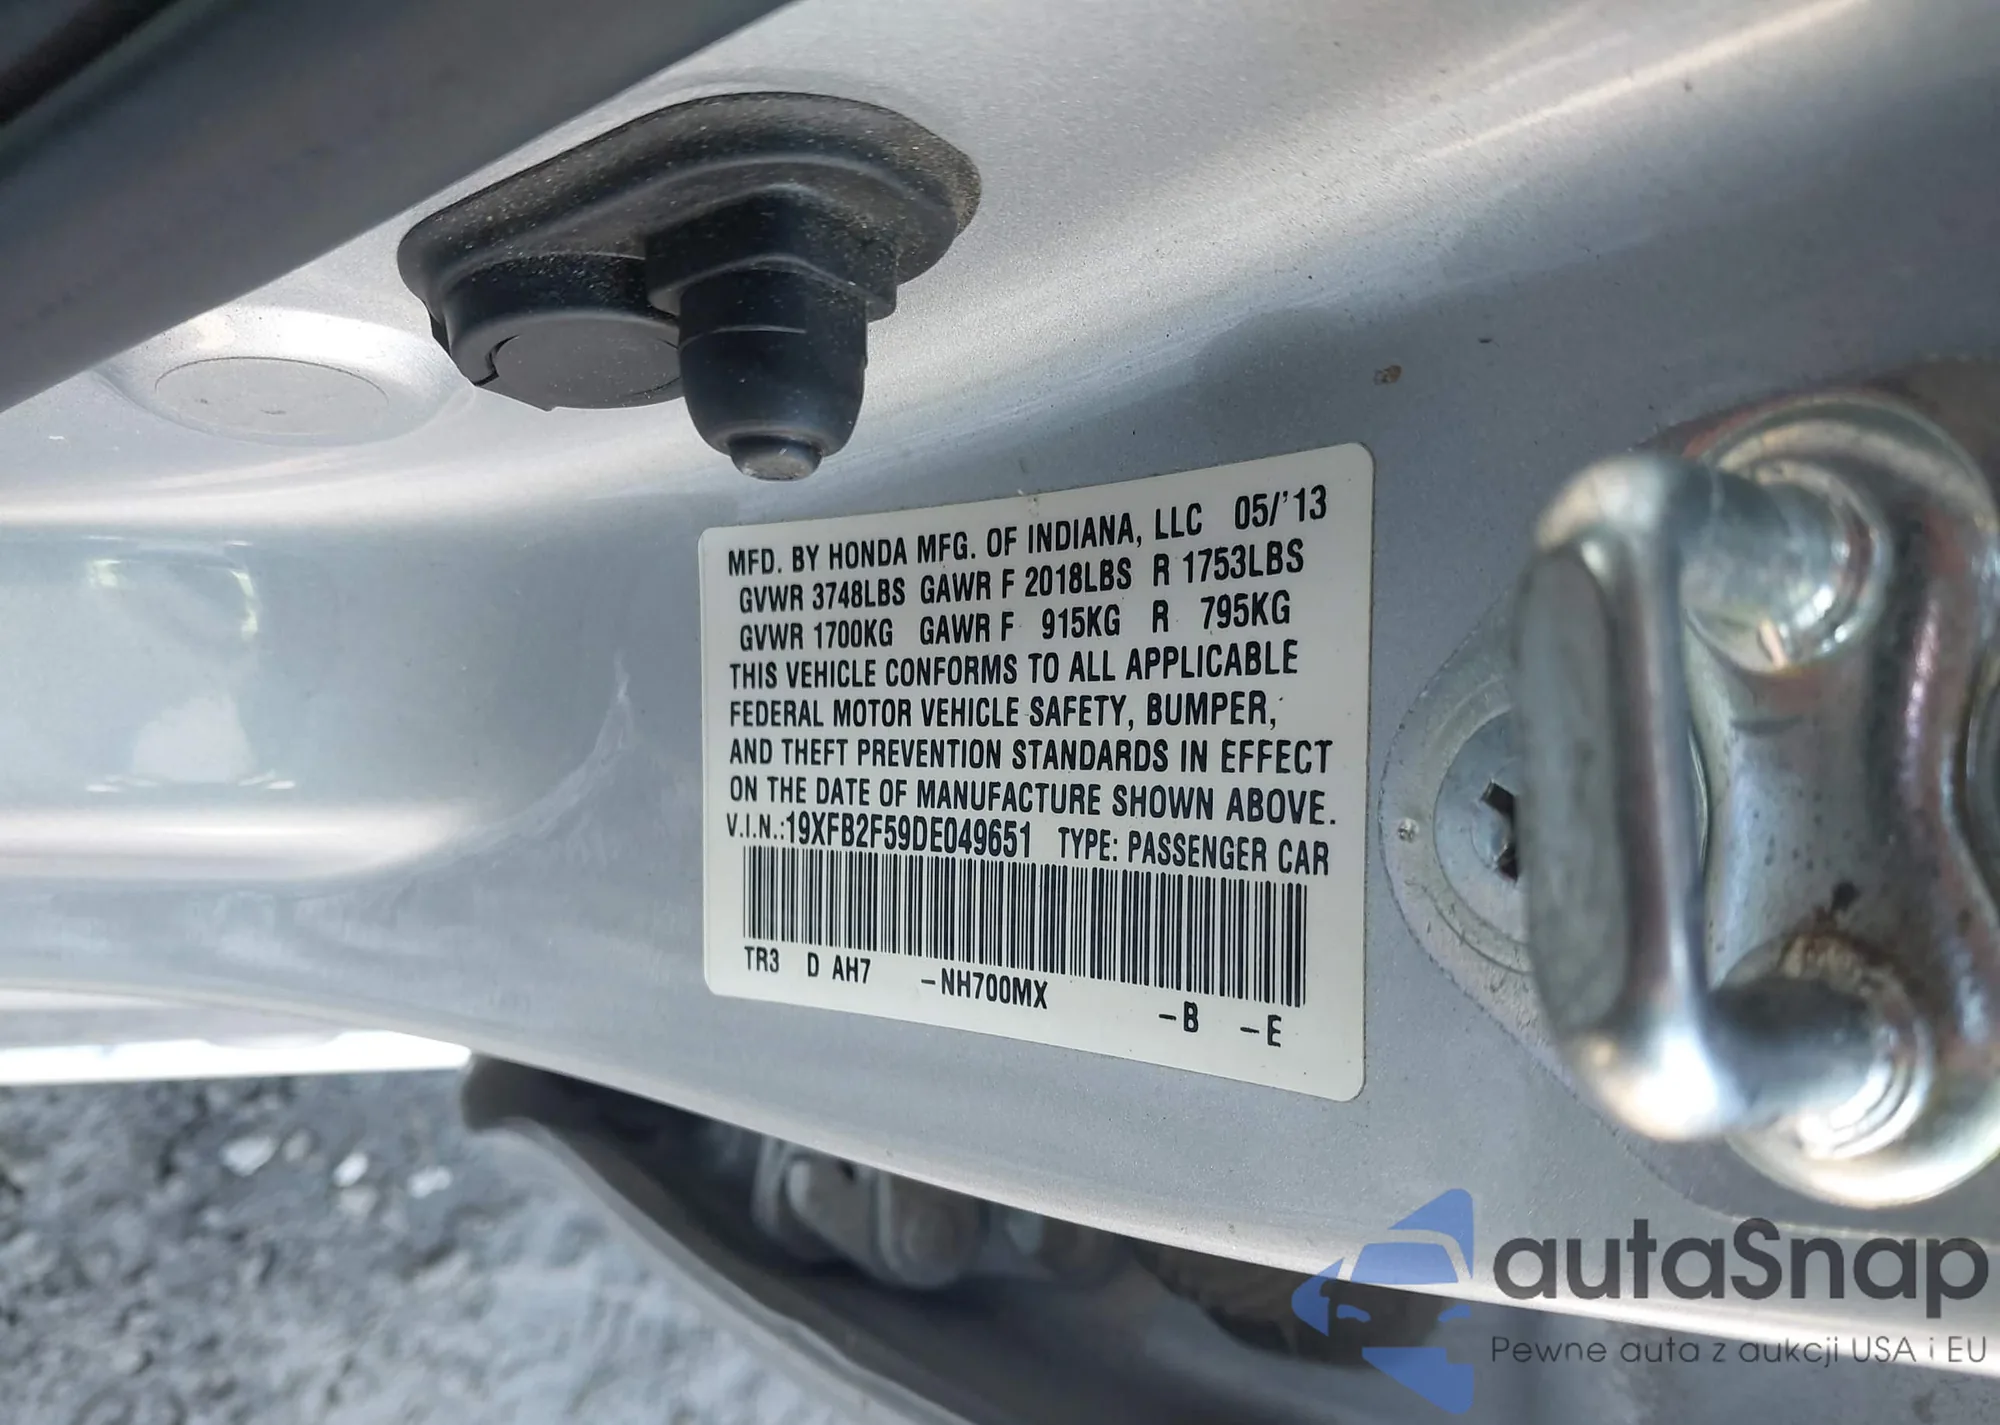 MFD. BY HONDA MFG. OF INDIANA, LLC 05/'13
GVWR 3748LBS GAWR F 2018LBS R 1753LBS
GVWR 1700KG GAWR F 915KG R 795KG
THIS VEHICLE CONFORMS TO ALL APPLICABLE
FEDERAL MOTOR VEHICLE SAFETY, BUMPER,
AND THEFT PREVENTION STANDARDS IN EFFECT
ON THE DATE OF MANUFACTURE SHOWN ABOVE.
V.I.N.:19XFB2F59DE049651 TYPE: PASSENGER CAR
TR3 D AH7 -NH700MX -B -E
autaSnap
Pewne auta z aukcji USA i EU